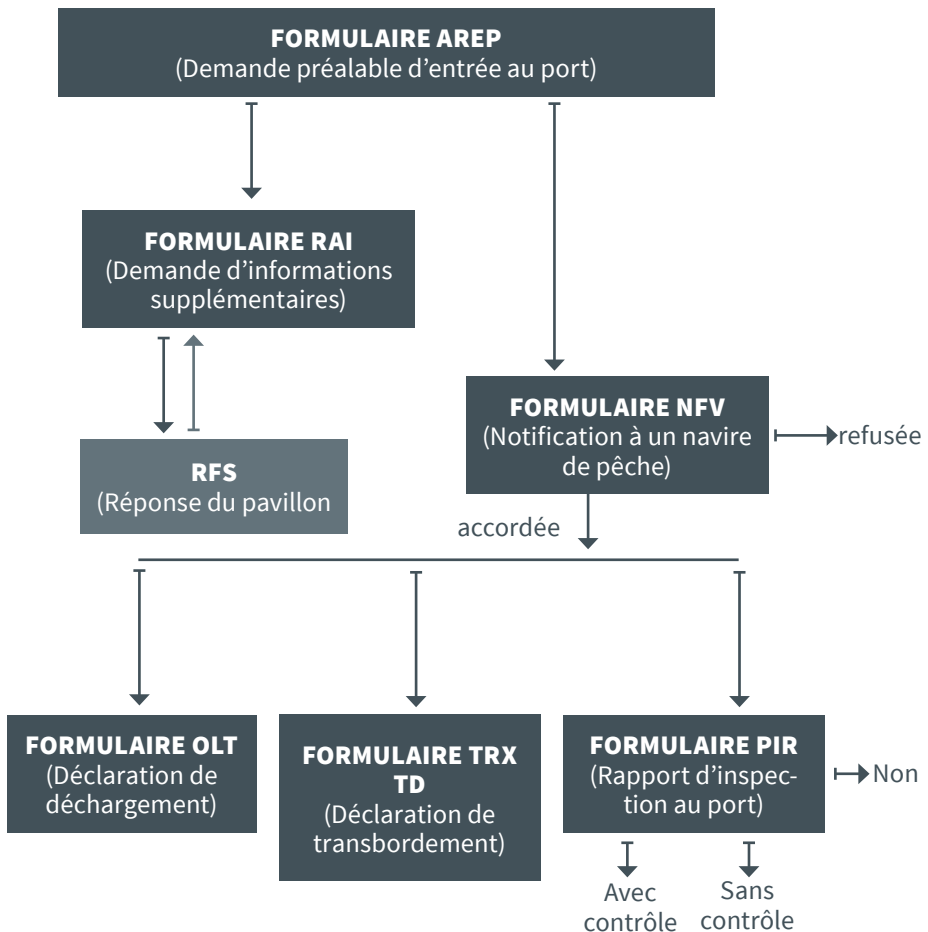 FORMULAIRE AREP
(Demande préalable d’entrée au port)
FORMULAIRE RAI
(Demande d’informations
supplémentaires)
FORMULAIRE NFV
(Notification à un navire
de pêche)
refusée
RFS
(Réponse du pavillon
accordée
FORMULAIRE OLT
(Déclaration de
déchargement)
FORMULAIRE TRX
TD
(Déclaration de
transbordement)
FORMULAIRE PIR
(Rapport d’inspec-
tion au port)
Non
Avec
contrôle
Sans
contrôle